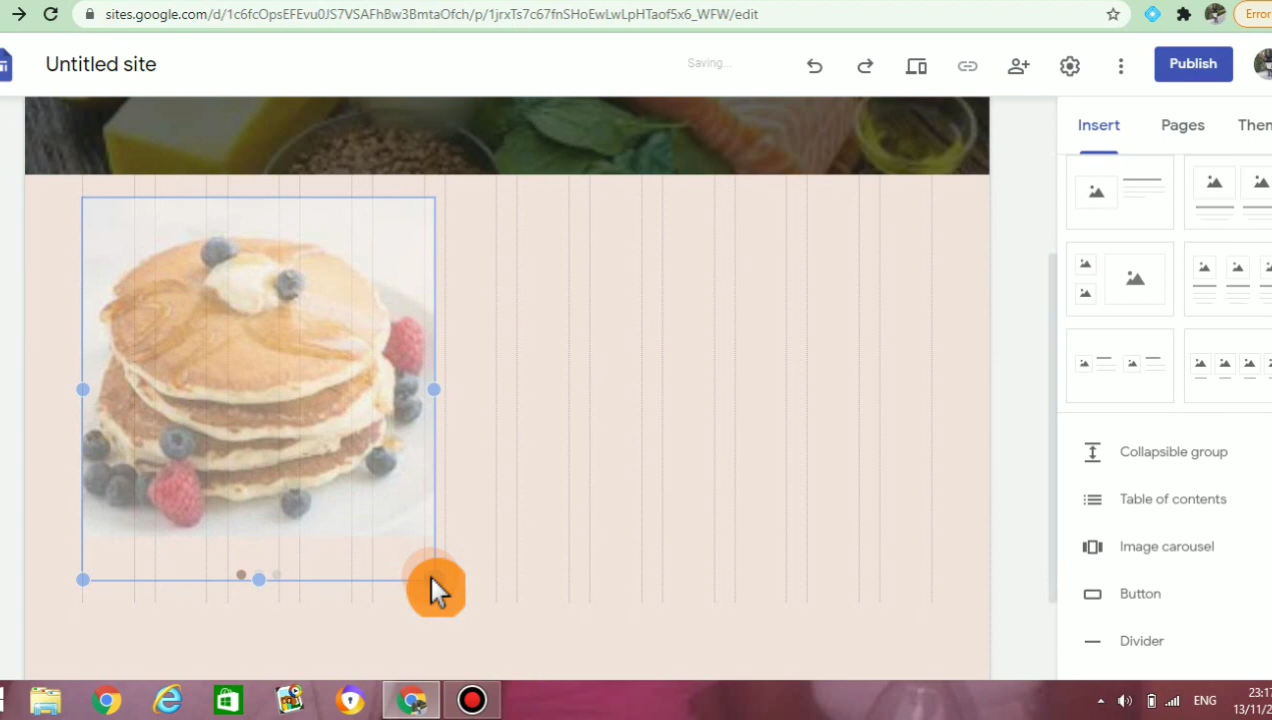 sites.google.com/d/1c6fcOpsEFEvu0JS7VSAFhBw3BmtaOfch/p/1jrxTs7c67fnSHoEwLwLpHTaof5x6_WFW/edit
Error
Untitled site
Saving...
Publish
Insert
Pages
Them
Collapsible group
Table of contents
Image carousel
Button
Divider
ENG
23:17
13/11/2